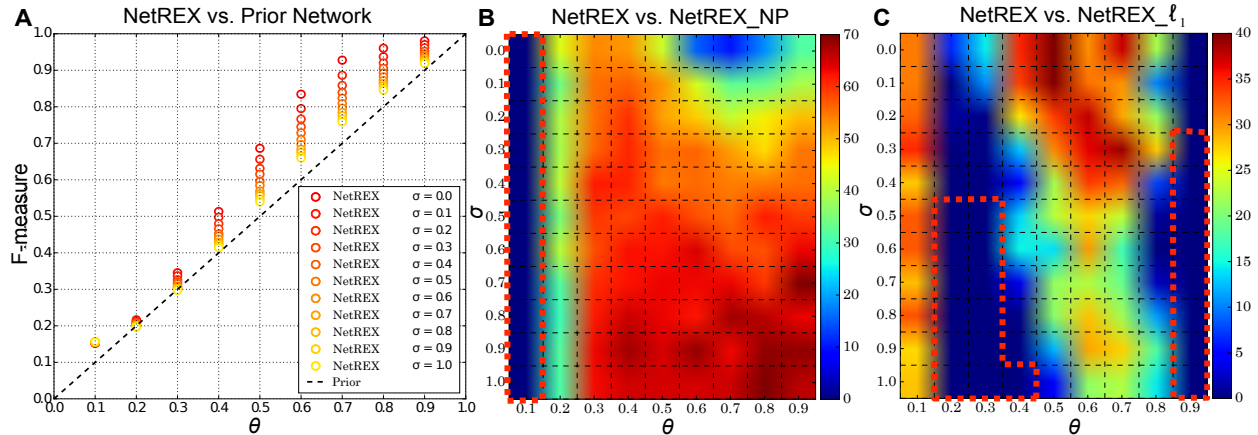 A
NetREX vs. Prior Network
F-measure
1.0
0.9
0.8
0.7
0.6
0.5
0.4
0.3
0.2
0.1
0.0
0.0 0.1 0.2 0.3 0.4 0.5 0.6 0.7 0.8 0.9 1.0
θ
NetREX σ = 0.0
NetREX σ = 0.1
NetREX σ = 0.2
NetREX σ = 0.3
NetREX σ = 0.4
NetREX σ = 0.5
NetREX σ = 0.6
NetREX σ = 0.7
NetREX σ = 0.8
NetREX σ = 0.9
NetREX σ = 1.0
Prior
B
NetREX vs. NetREX_NP
σ
0.0
0.1
0.2
0.3
0.4
0.5
0.6
0.7
0.8
0.9
1.0
0.1 0.2 0.3 0.4 0.5 0.6 0.7 0.8 0.9
θ
70
60
50
40
30
20
10
0
C
NetREX vs. NetREX_ℓ₁
σ
0.0
0.1
0.2
0.3
0.4
0.5
0.6
0.7
0.8
0.9
1.0
0.1 0.2 0.3 0.4 0.5 0.6 0.7 0.8 0.9
θ
40
35
30
25
20
15
10
5
0